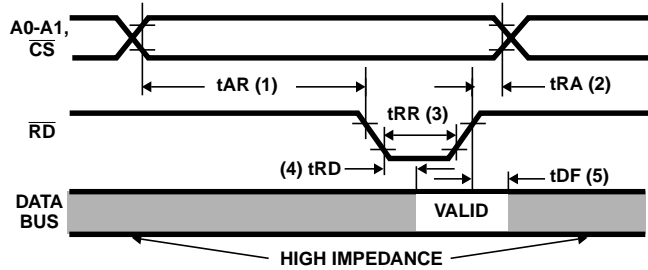 A0-A1,
CS
tAR (1)
tRA (2)
RD
tRR (3)
(4) tRD
tDF (5)
DATA
BUS
VALID
HIGH IMPEDANCE